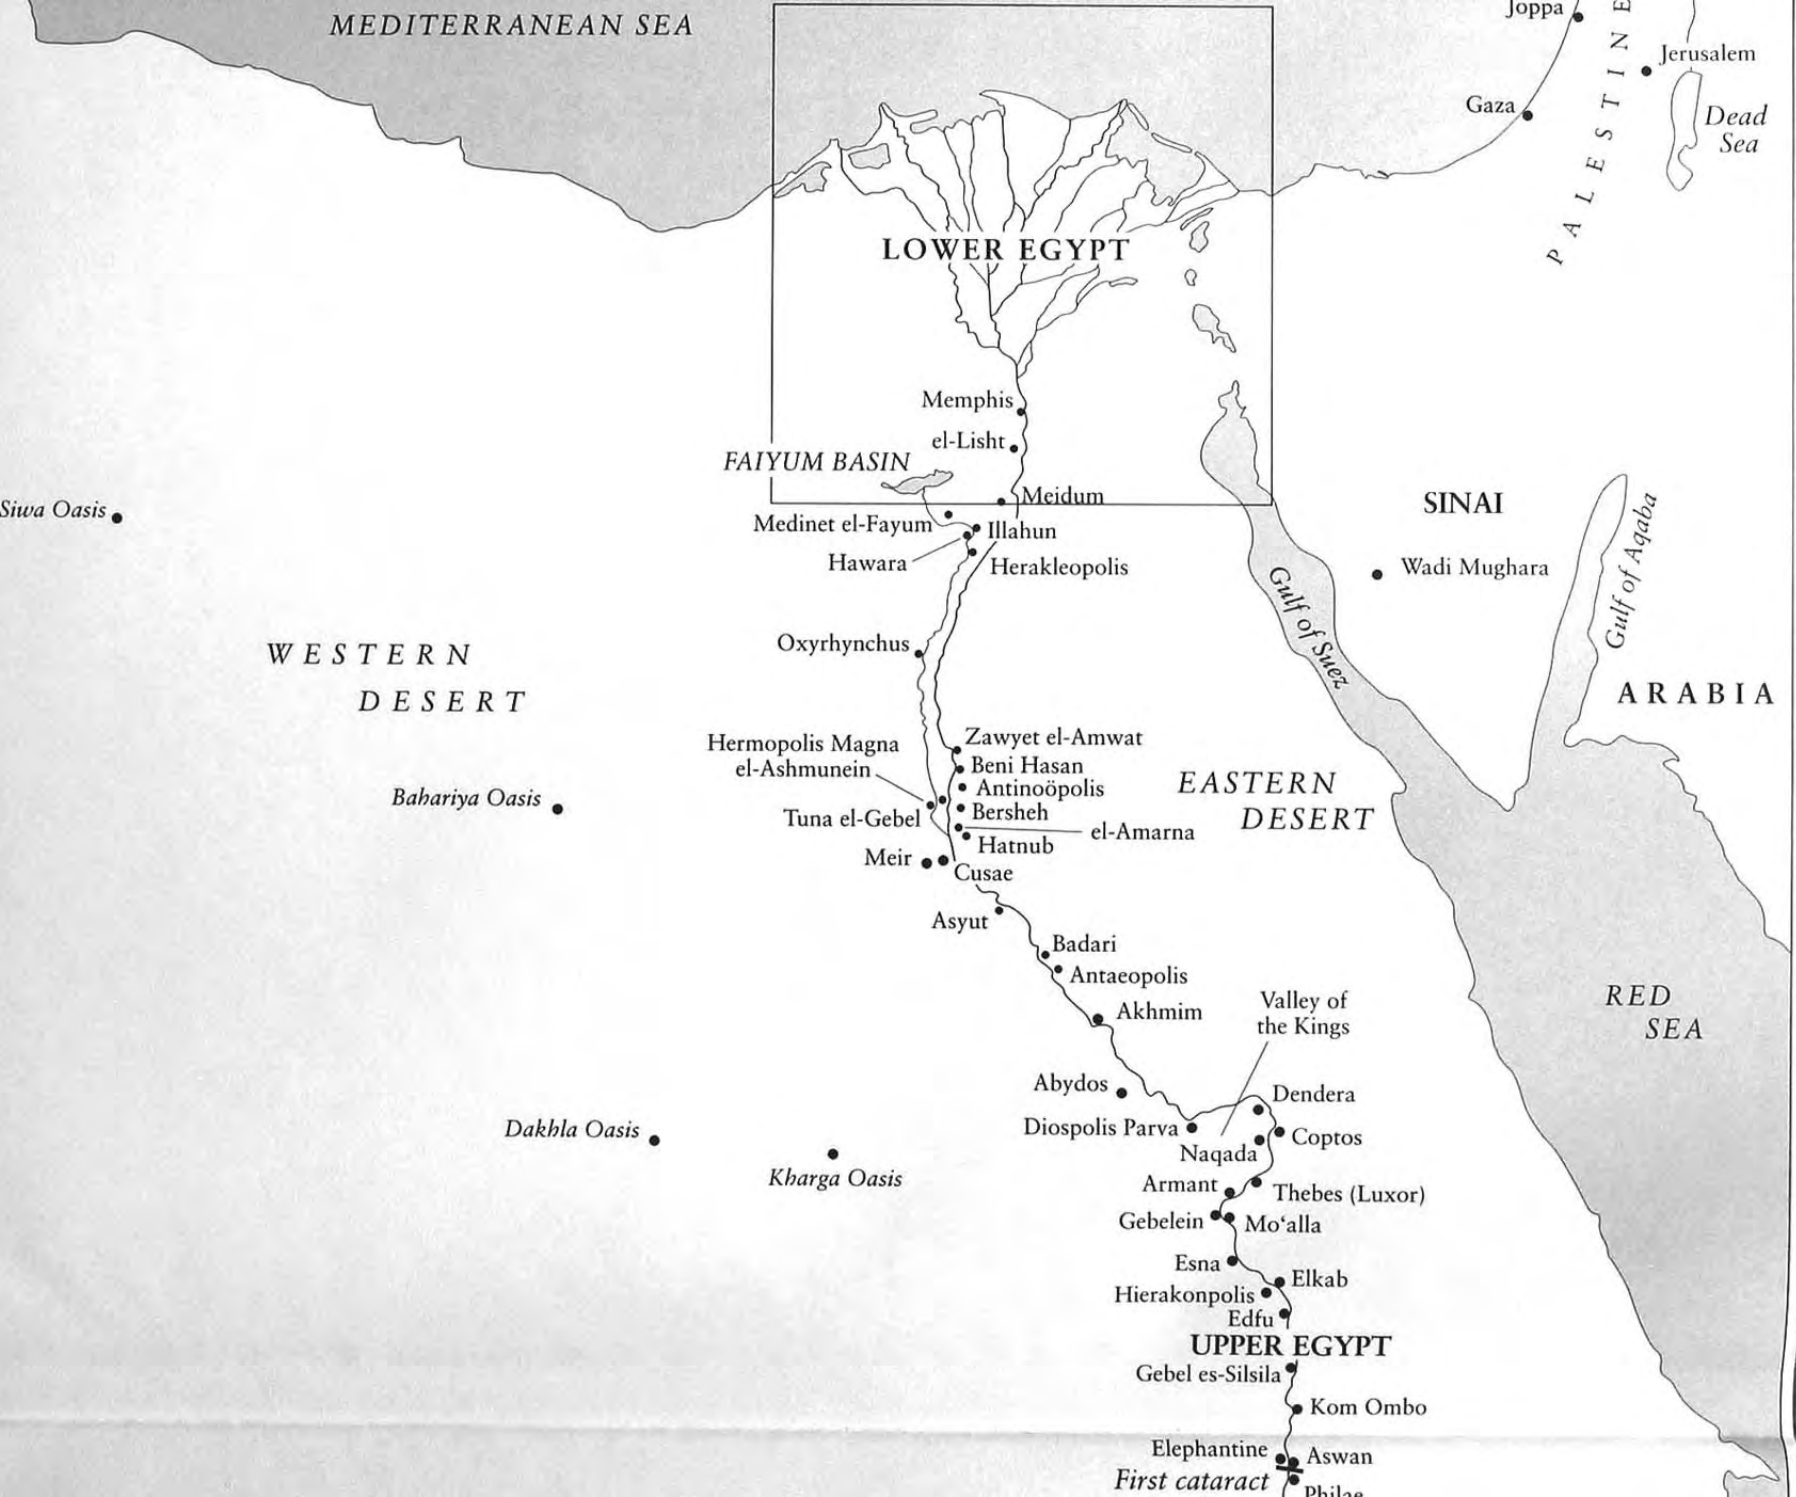 MEDITERRANEAN SEA
Joppa
PALESTINE
Jerusalem
Gaza
Dead
Sea
LOWER EGYPT
Memphis
el-Lisht
FAIYUM BASIN
Meidum
Siwa Oasis
SINAI
Medinet el-Fayum
Illahun
Hawara
Herakleopolis
Wadi Mughara
Gulf of Aqaba
Gulf of Suez
Oxyrhynchus
WESTERN
DESERT
ARABIA
Hermopolis Magna
el-Ashmunein
Zawyet el-Amwat
Beni Hasan
Antinoöpolis
Bersheh
EASTERN
DESERT
Bahariya Oasis
Tuna el-Gebel
el-Amarna
Hatnub
Meir
Cusae
Asyut
Badari
Antaeopolis
Akhmim
Valley of
the Kings
RED
SEA
Abydos
Dendera
Diospolis Parva
Coptos
Naqada
Dakhla Oasis
Kharga Oasis
Armant
Thebes (Luxor)
Gebelein
Mo‘alla
Esna
Elkab
Hierakonpolis
Edfu
UPPER EGYPT
Gebel es-Silsila
Kom Ombo
Elephantine
Aswan
First cataract
Philae